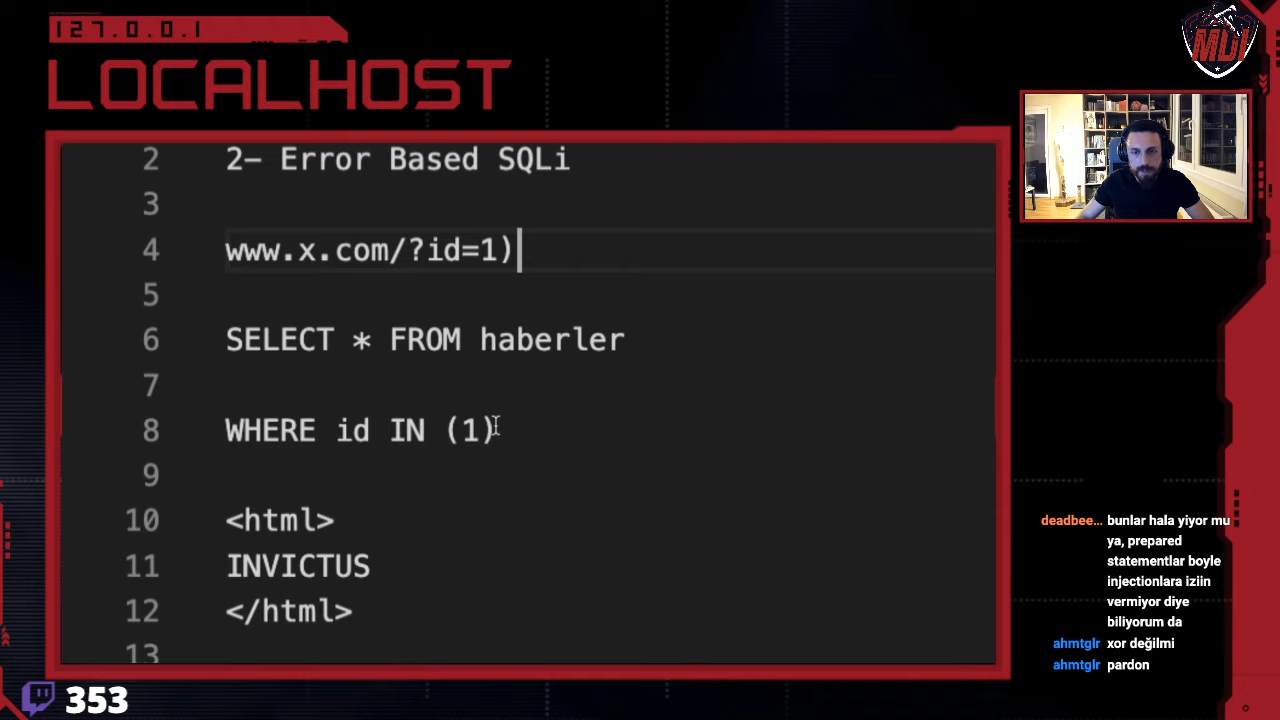 127.0.0.1
LOCALHOST
MDI
2 2– Error Based SQLi
3
4 www.x.com/?id=1)
5
6 SELECT * FROM haberler
7
8 WHERE id IN (1)
9
10 <html>
11 INVICTUS
12 </html>
13
deadbee... bunlar hala yiyor mu
ya, prepared
statementlar boyle
injectionlara iziin
vermiyor diye
biliyorum da
ahmtglr xor değilmi
ahmtglr pardon
353